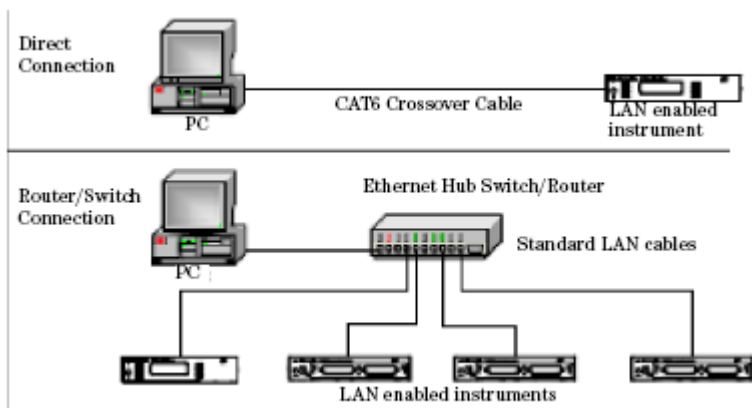 Direct
Connection
PC
CAT6 Crossover Cable
LAN enabled
instrument
Router/Switch
Connection
Ethernet Hub Switch/Router
PC
Standard LAN cables
LAN enabled instruments